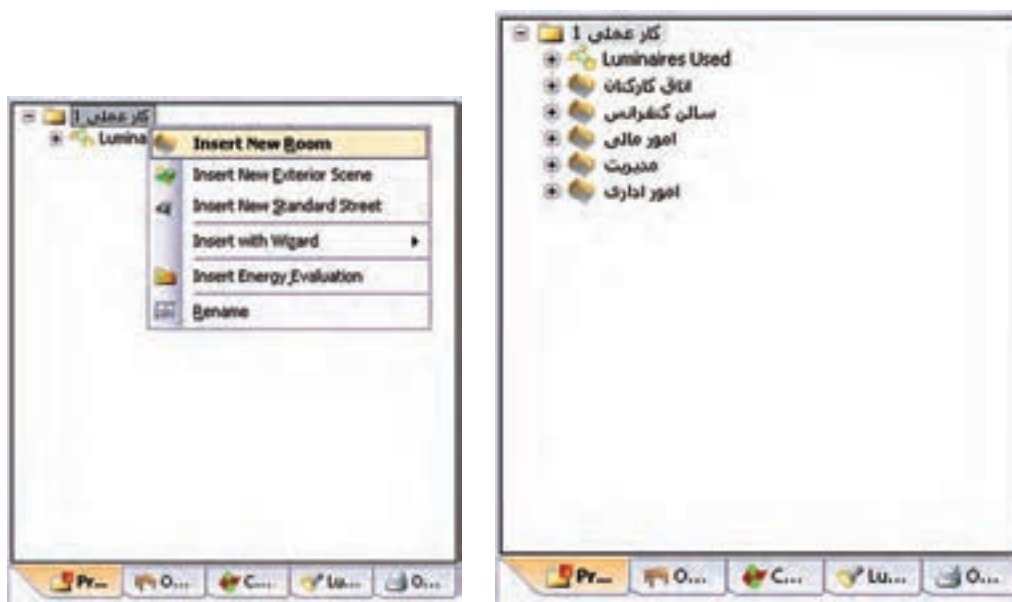 کار عملی 1
Lumina
Insert New Room
Insert New Exterior Scene
Insert New Standard Street
Insert with Wizard
Insert Energy Evaluation
Rename
Pr...
O...
C...
Lu...
O...
کار عملی 1
Luminaires Used
اتاق کارکنان
سالن کنفرانس
امور مالی
مدیریت
امور اداری
Pr...
O...
C...
Lu...
O...